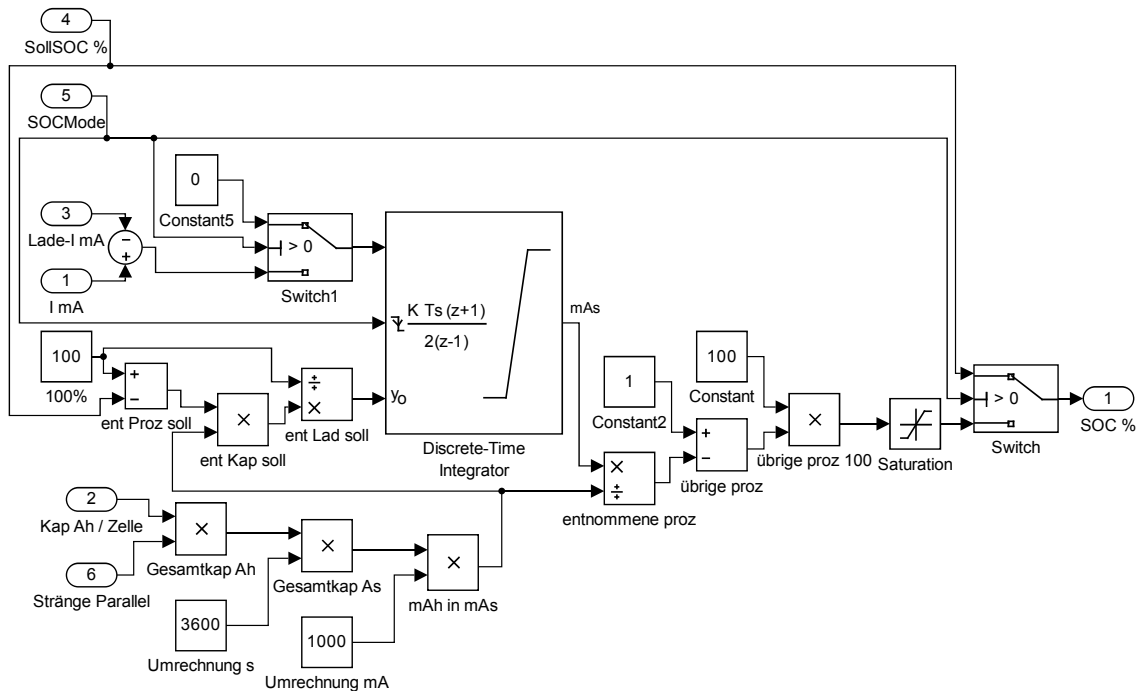 4
SollSOC %
5
SOCMode
0
Constant5
3
Lade-I mA
−
+
1
I mA
> 0
Switch1
K Ts (z+1)
2(z-1)
yo
Discrete-Time
Integrator
mAs
100
100%
+
−
ent Proz soll
×
ent Kap soll
÷
×
ent Lad soll
1
Constant2
100
Constant
×
÷
entnommene proz
+
−
übrige proz
×
übrige proz 100
Saturation
> 0
Switch
1
SOC %
2
Kap Ah / Zelle
6
Stränge Parallel
×
Gesamtkap Ah
×
Gesamtkap As
×
mAh in mAs
3600
Umrechnung s
1000
Umrechnung mA